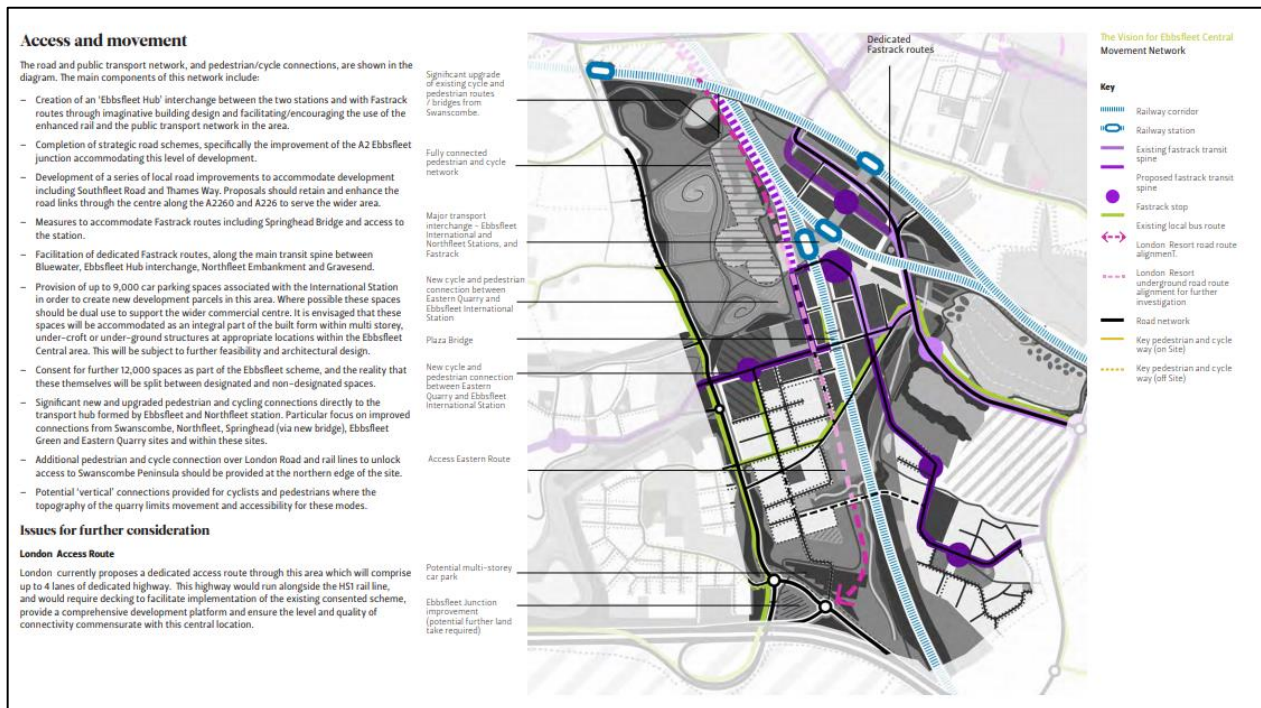 Access and movement
The road and public transport network, and pedestrian/cycle connections, are shown in the
diagram. The main components of this network include:
– Creation of an 'Ebbsfleet Hub' interchange between the two stations and with Fastrack
routes through imaginative building design and facilitating/encouraging the use of the
enhanced rail and the public transport network in the area.
– Completion of strategic road schemes, specifically the improvement of the A2 Ebbsfleet
junction accommodating this level of development.
– Development of a series of local road improvements to accommodate development
including Southfleet Road and Thames Way. Proposals should retain and enhance the
road links through the centre along the A2260 and A226 to serve the wider area.
– Measures to accommodate Fastrack routes including Springhead Bridge and access to
the station.
– Facilitation of dedicated Fastrack routes, along the main transit spine between
Bluewater, Ebbsfleet Hub interchange, Northfleet Embankment and Gravesend.
– Provision of up to 9,000 car parking spaces associated with the International Station
in order to create new development parcels in this area. Where possible these spaces
should be dual use to support the wider commercial centre. It is envisaged that these
spaces will be accommodated as an integral part of the built form within multi storey,
under-croft or under-ground structures at appropriate locations within the Ebbsfleet
Central area. This will be subject to further feasibility and architectural design.
– Consent for further 12,000 spaces as part of the Ebbsfleet scheme, and the reality that
these themselves will be split between designated and non-designated spaces.
– Significant new and upgraded pedestrian and cycling connections directly to the
transport hub formed by Ebbsfleet and Northfleet station. Particular focus on improved
connections from Swanscombe, Northfleet, Springhead (via new bridge), Ebbsfleet
Green and Eastern Quarry sites and within these sites.
– Additional pedestrian and cycle connection over London Road and rail lines to unlock
access to Swanscombe Peninsula should be provided at the northern edge of the site.
– Potential 'vertical' connections provided for cyclists and pedestrians where the
topography of the quarry limits movement and accessibility for these modes.
Issues for further consideration
London Access Route
London currently proposes a dedicated access route through this area which will comprise
up to 4 lanes of dedicated highway. This highway would run alongside the HS1 rail line,
and would require decking to facilitate implementation of the existing consented scheme,
provide a comprehensive development platform and ensure the level and quality of
connectivity commensurate with this central location.
Significant upgrade
of existing cycle and
pedestrian routes
/ bridges from
Swanscombe.
Fully connected
pedestrian and cycle
network
Major transport
interchange – Ebbsfleet
International and
Northfleet Stations, and
Fastrack
New cycle and pedestrian
connection between
Eastern Quarry and
Ebbsfleet International
Station
Plaza Bridge
New cycle and
pedestrian connection
between Eastern
Quarry and Ebbsfleet
International Station
Access Eastern Route
Potential multi-storey
car park
Ebbsfleet Junction
improvement
(potential further land
take required)
Dedicated
Fastrack routes
The Vision for Ebbsfleet Central
Movement Network
Key
Railway corridor
Railway station
Existing fastrack transit
spine
Proposed fastrack transit
spine
Fastrack stop
Existing local bus route
London Resort road route
alignmenT.
London Resort
underground road route
alignment for further
investigation
Road network
Key pedestrian and cycle
way (on Site)
Key pedestrian and cycle
way (off Site)